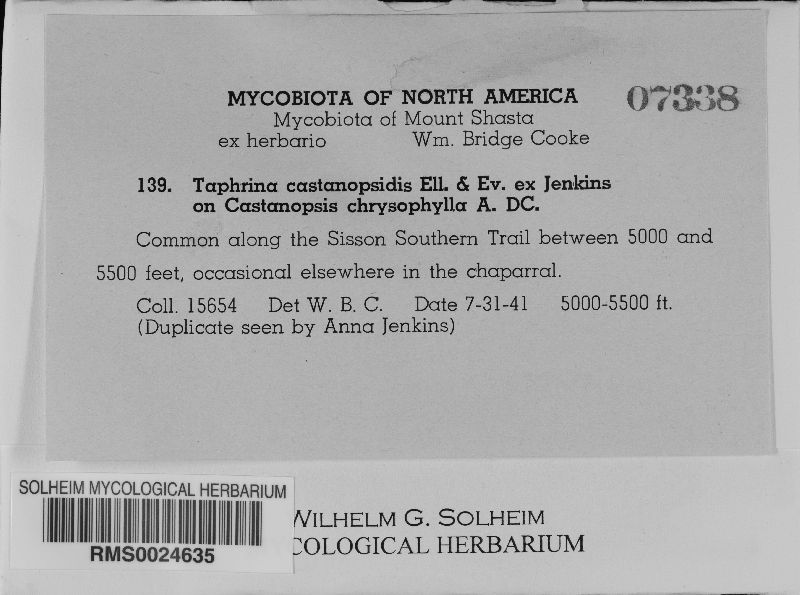 MYCOBIOTA OF NORTH AMERICA 07338
Mycobiota of Mount Shasta
ex herbario Wm. Bridge Cooke
139. Taphrina castanopsidis Ell. & Ev. ex Jenkins
on Castanopsis chrysophylla A. DC.
Common along the Sisson Southern Trail between 5000 and
5500 feet, occasional elsewhere in the chaparral.
Coll. 15654 Det W. B. C. Date 7-31-41 5000-5500 ft.
(Duplicate seen by Anna Jenkins)
SOLHEIM MYCOLOGICAL HERBARIUM
RMS0024635
WILHELM G. SOLHEIM
COLOGICAL HERBARIUM